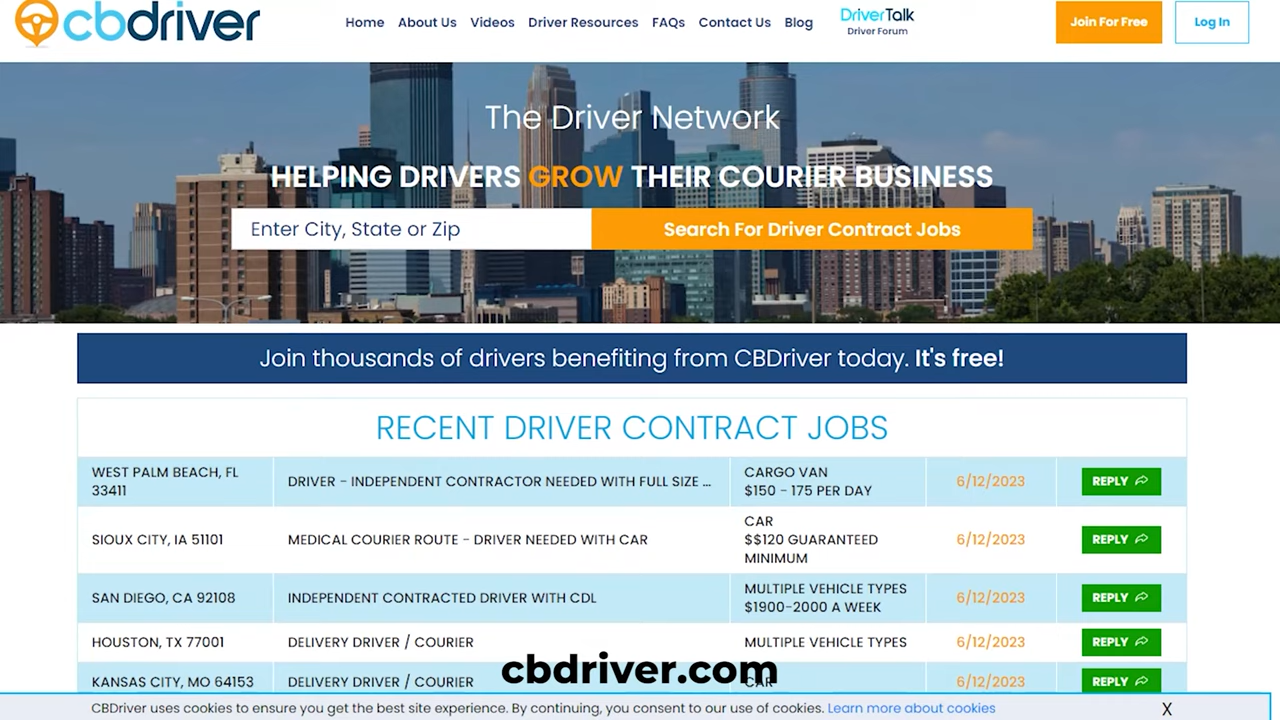 cbdriver
Home About Us Videos Driver Resources FAQs Contact Us Blog
DriverTalk
Driver Forum
Join For Free
Log In
The Driver Network
HELPING DRIVERS GROW THEIR COURIER BUSINESS
Enter City, State or Zip
Search For Driver Contract Jobs
Join thousands of drivers benefiting from CBDriver today. It's free!
RECENT DRIVER CONTRACT JOBS
WEST PALM BEACH, FL
33411
DRIVER - INDEPENDENT CONTRACTOR NEEDED WITH FULL SIZE ...
CARGO VAN
$150 - 175 PER DAY
6/12/2023
REPLY
SIOUX CITY, IA 51101
MEDICAL COURIER ROUTE - DRIVER NEEDED WITH CAR
CAR
$$120 GUARANTEED
MINIMUM
6/12/2023
REPLY
SAN DIEGO, CA 92108
INDEPENDENT CONTRACTED DRIVER WITH CDL
MULTIPLE VEHICLE TYPES
$1900-2000 A WEEK
6/12/2023
REPLY
HOUSTON, TX 77001
DELIVERY DRIVER / COURIER
MULTIPLE VEHICLE TYPES
6/12/2023
REPLY
KANSAS CITY, MO 64153
DELIVERY DRIVER / COURIER
CAR
6/12/2023
REPLY
cbdriver.com
CBDriver uses cookies to ensure you get the best site experience. By continuing, you consent to our use of cookies. Learn more about cookies
X